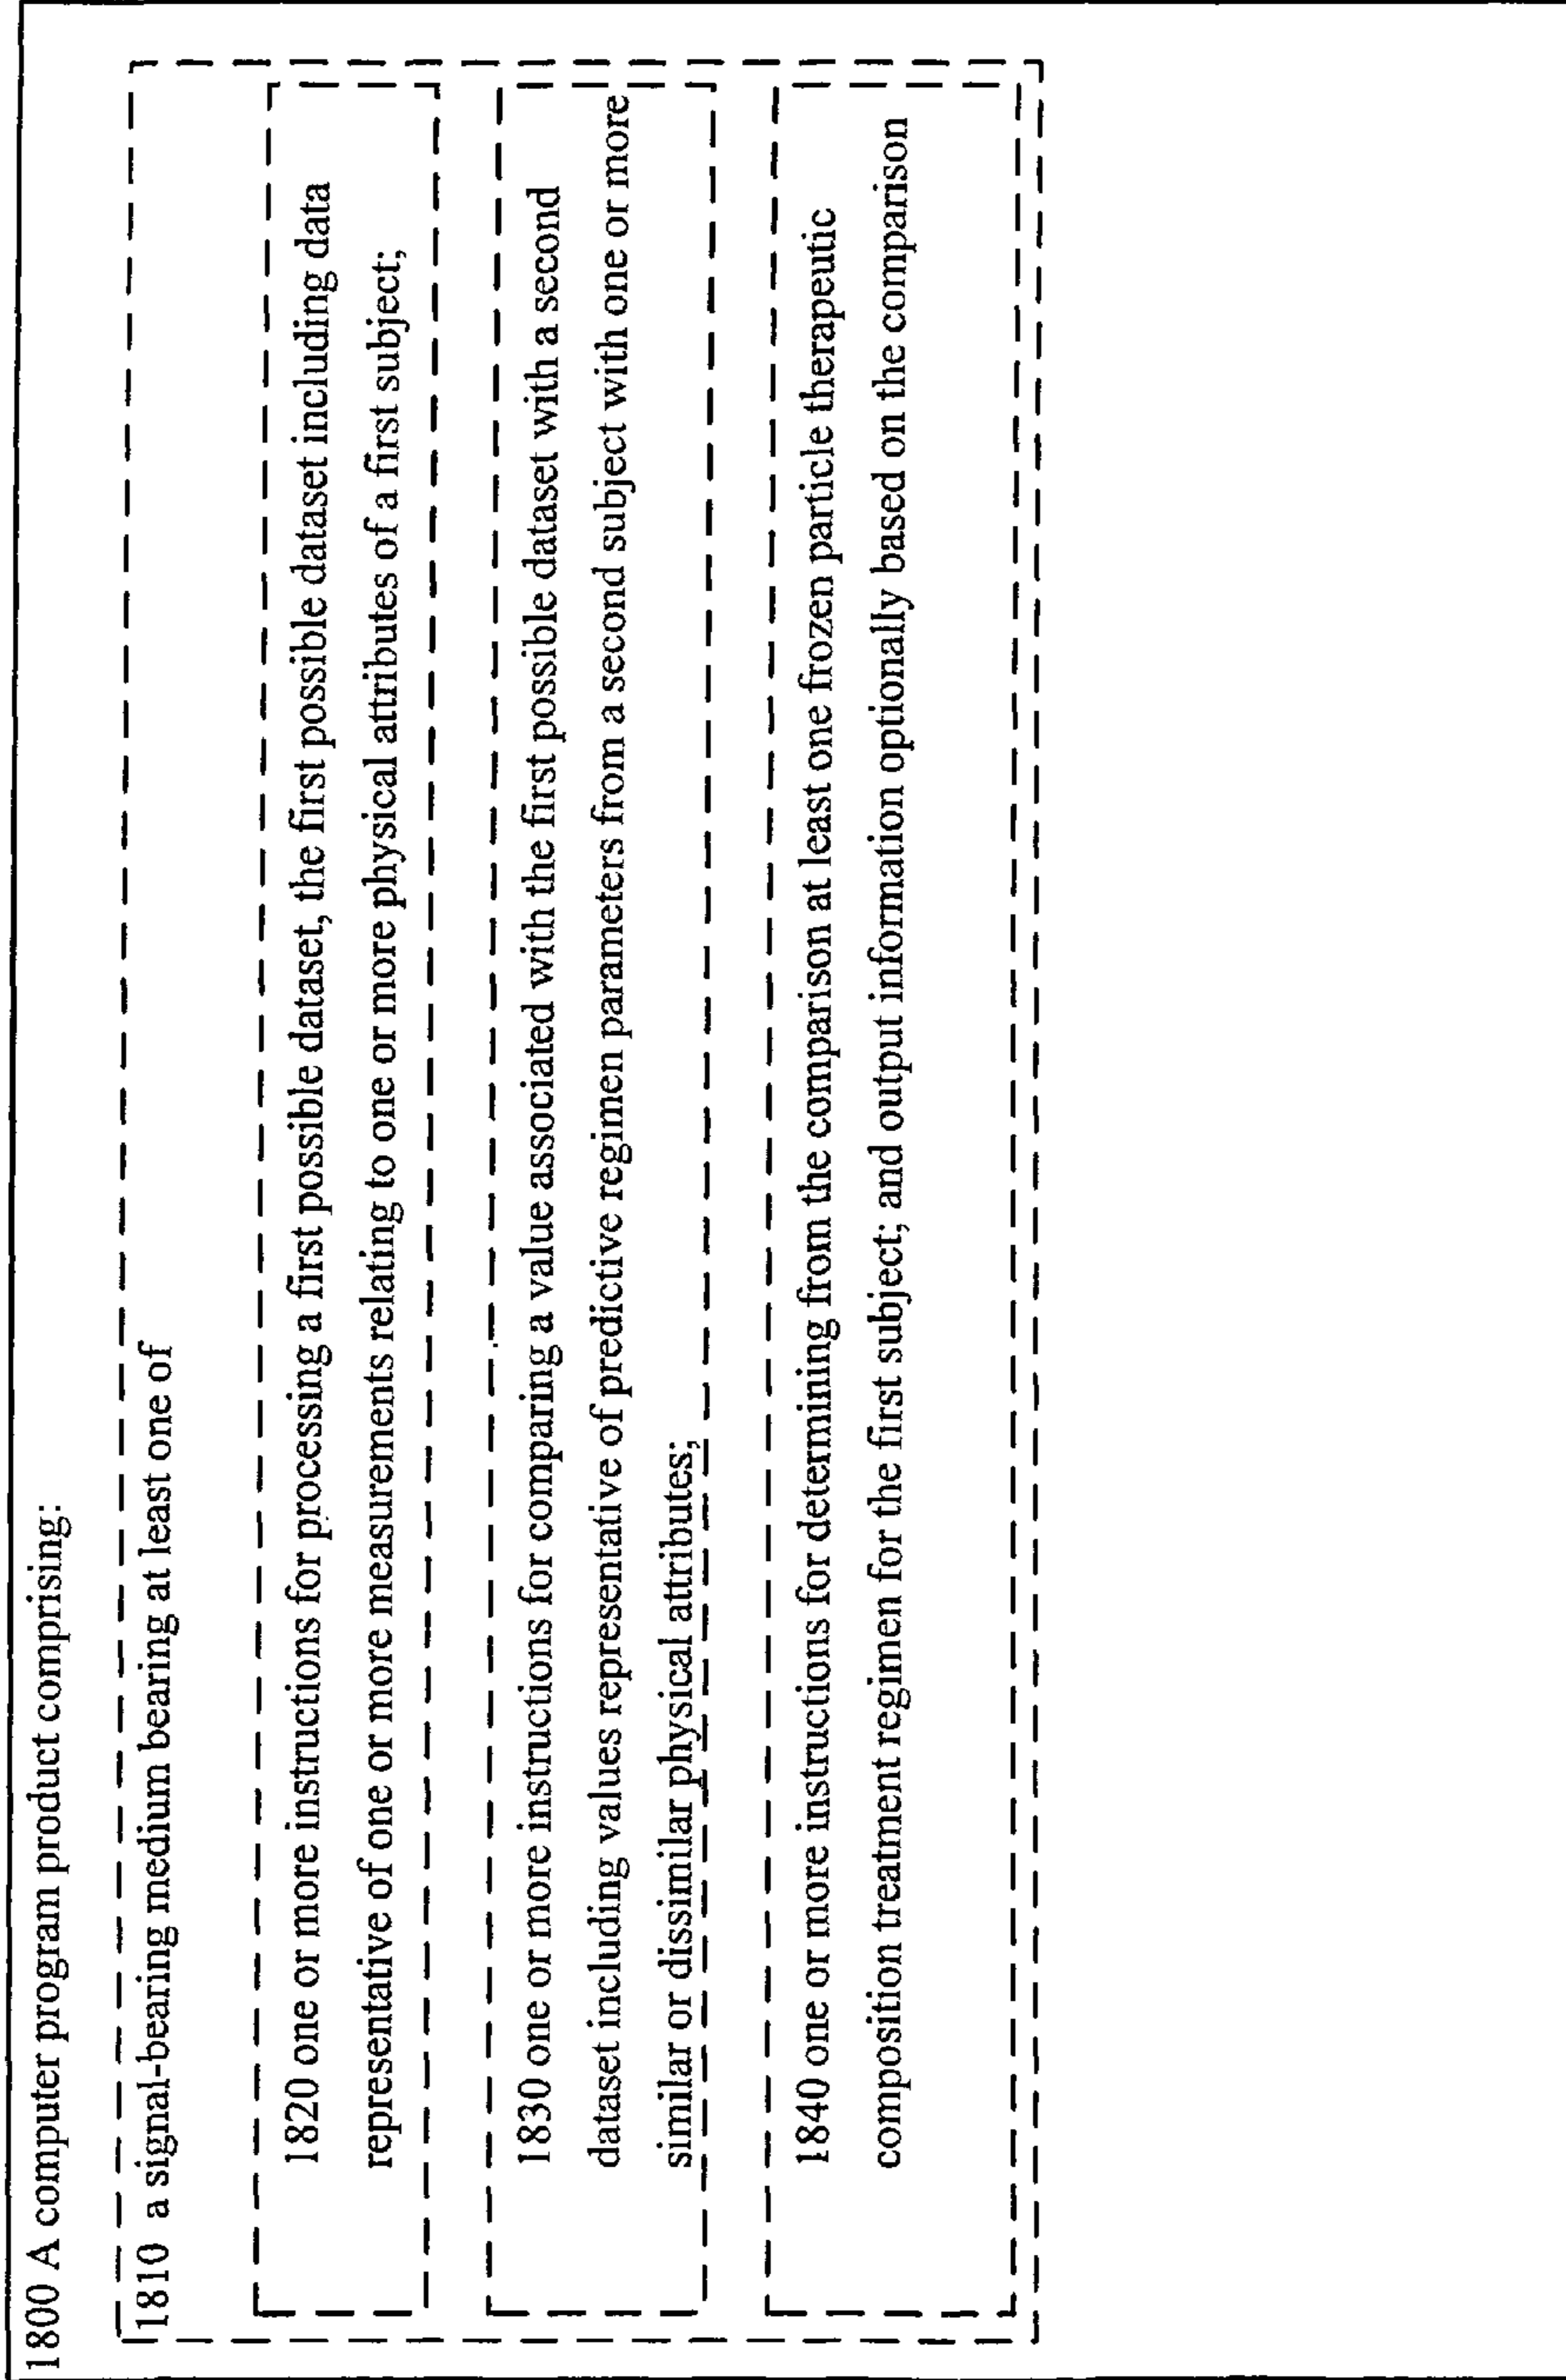 1800 A computer program product comprising:
1810 a signal-bearing medium bearing at least one of
1820 one or more instructions for processing a first possible dataset, the first possible dataset including data
representative of one or more measurements relating to one or more physical attributes of a first subject;
1830 one or more instructions for comparing a value associated with the first possible dataset with a second
dataset including values representative of predictive regimen parameters from a second subject with one or more
similar or dissimilar physical attributes;
1840 one or more instructions for determining from the comparison at least one frozen particle therapeutic
composition treatment regimen for the first subject; and output information optionally based on the comparison